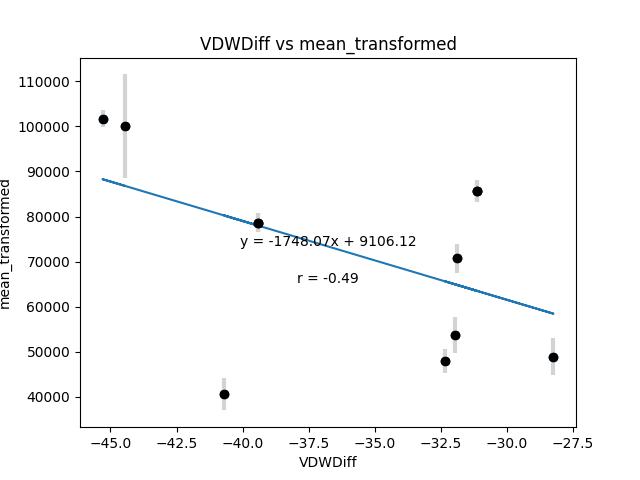 VDWDiff vs mean_transformed
mean_transformed
110000
100000
90000
80000
70000
60000
50000
40000
y = -1748.07x + 9106.12
r = -0.49
−45.0 −42.5 −40.0 −37.5 −35.0 −32.5 −30.0 −27.5
VDWDiff